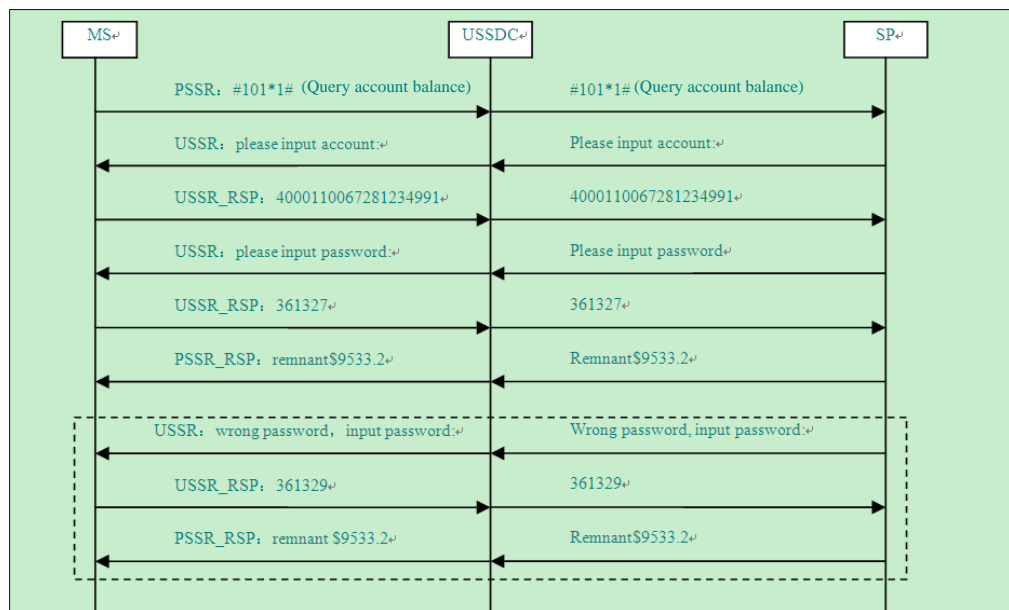 MS
USSDC
SP
PSSR：#101*1# (Query account balance)
#101*1# (Query account balance)
USSR：please input account:
Please input account:
USSR_RSP：4000110067281234991
4000110067281234991
USSR：please input password:
Please input password
USSR_RSP：361327
361327
PSSR_RSP：remnant$9533.2
Remnant$9533.2
USSR：wrong password，input password:
Wrong password, input password:
USSR_RSP：361329
361329
PSSR_RSP：remnant $9533.2
Remnant$9533.2